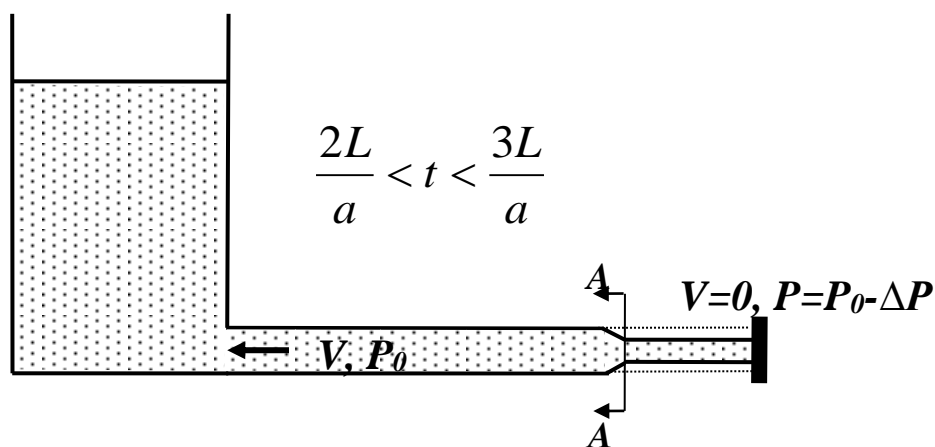 2L/a < t < 3L/a
A
V=0, P=P₀-ΔP
V, P₀
A